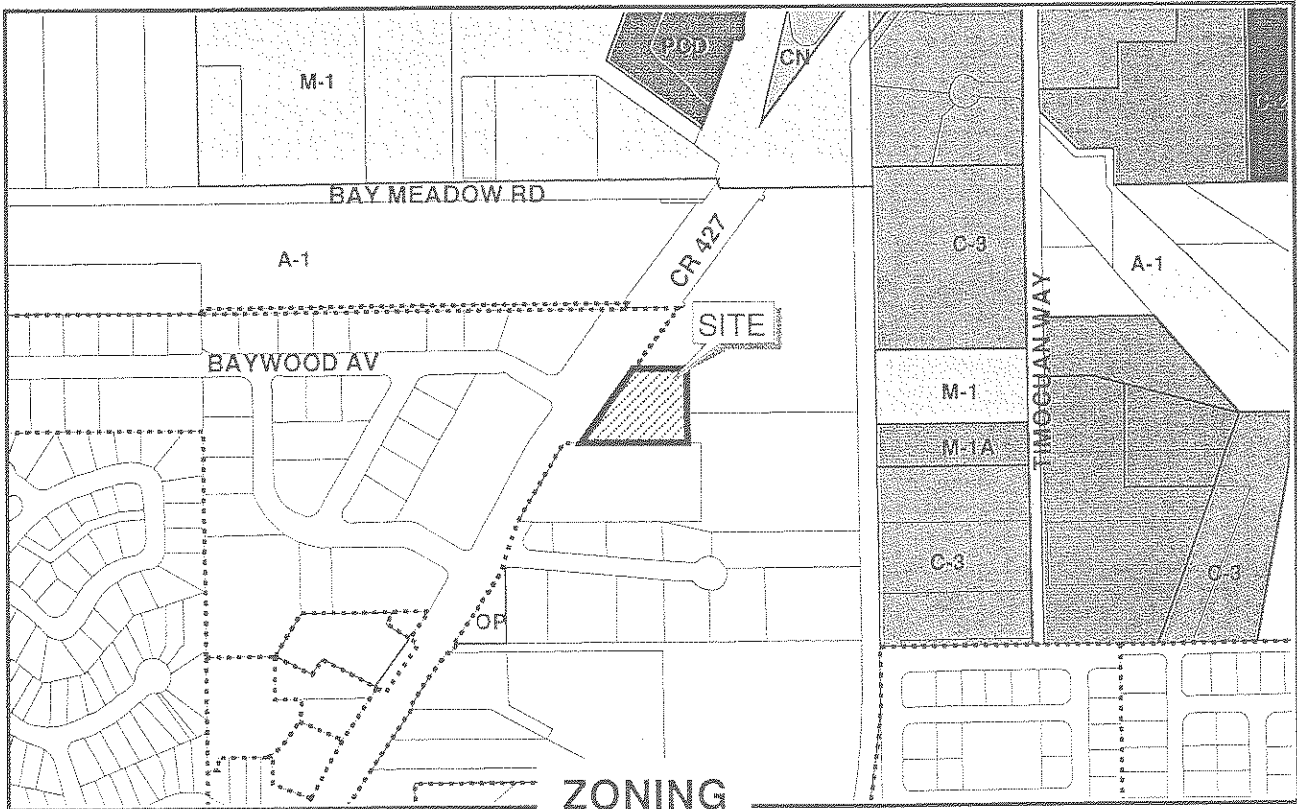 PCD
CN
M-1
C-2
BAY MEADOW RD
CR 427
C-3
A-1
A-1
SITE
BAYWOOD AV
TIMOCUAN WAY
M-1
M-1A
C-3
C-3
OP
ZONING